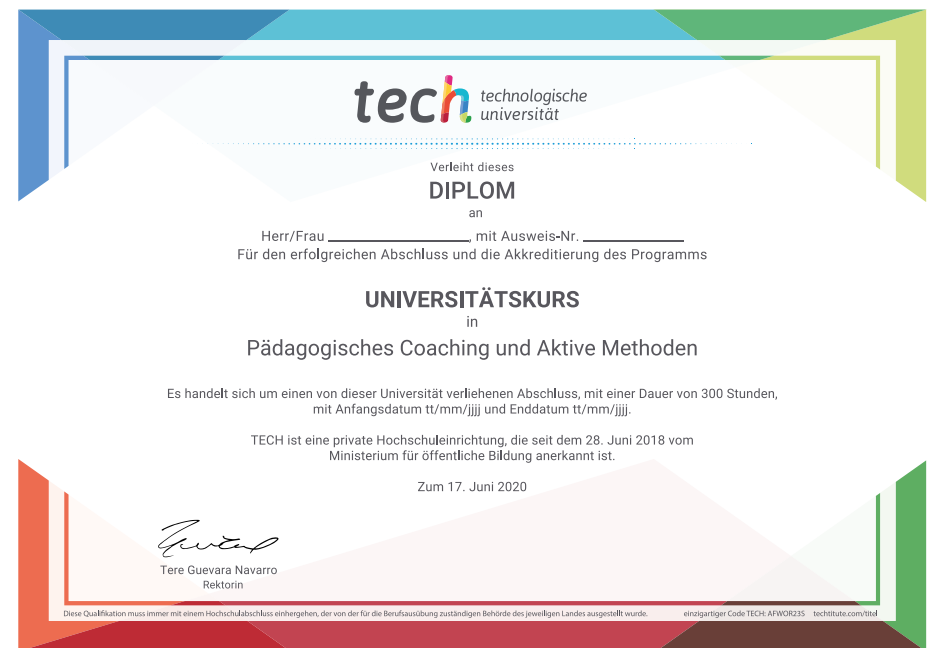 tech technologische
universität
Verleiht dieses
DIPLOM
an
Herr/Frau ____________, mit Ausweis-Nr. ____________
Für den erfolgreichen Abschluss und die Akkreditierung des Programms
UNIVERSITÄTSKURS
in
Pädagogisches Coaching und Aktive Methoden
Es handelt sich um einen von dieser Universität verliehenen Abschluss, mit einer Dauer von 300 Stunden,
mit Anfangsdatum tt/mm/jjjj und Enddatum tt/mm/jjjj.
TECH ist eine private Hochschuleinrichtung, die seit dem 28. Juni 2018 vom
Ministerium für öffentliche Bildung anerkannt ist.
Zum 17. Juni 2020
Tere Guevara Navarro
Rektorin
Diese Qualifikation muss immer mit einem Hochschulabschluss einhergehen, der von der für die Berufsausübung zuständigen Behörde des jeweiligen Landes ausgestellt wurde. einzigartiger Code TECH: AFWOR23S techtitute.com/titel